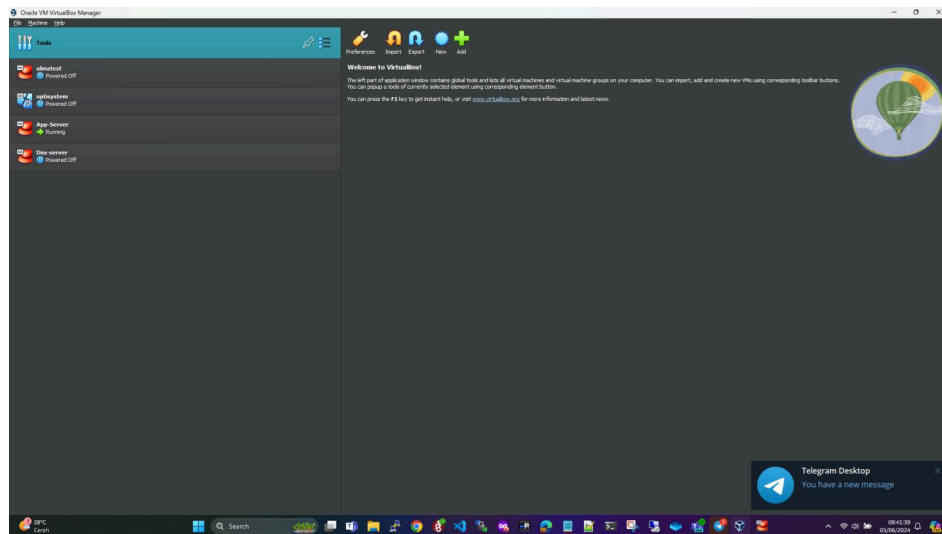 Oracle VM VirtualBox Manager
File Machine Help
Tools
Preferences Import Export New Add
almatest
Powered Off
optisystem
Powered Off
App-Server
Running
Dns-server
Powered Off
Welcome to VirtualBox!
The left part of application window contains global tools and lists all virtual machines and virtual machine groups on your computer. You can import, add and create new VMs using corresponding toolbar buttons.
You can popup a tools of currently selected element using corresponding element button.
You can press the F1 key to get instant help, or visit www.virtualbox.org for more information and latest news.
Telegram Desktop
You have a new message
28°C
Cerah
Search
09:41:39
03/06/2024